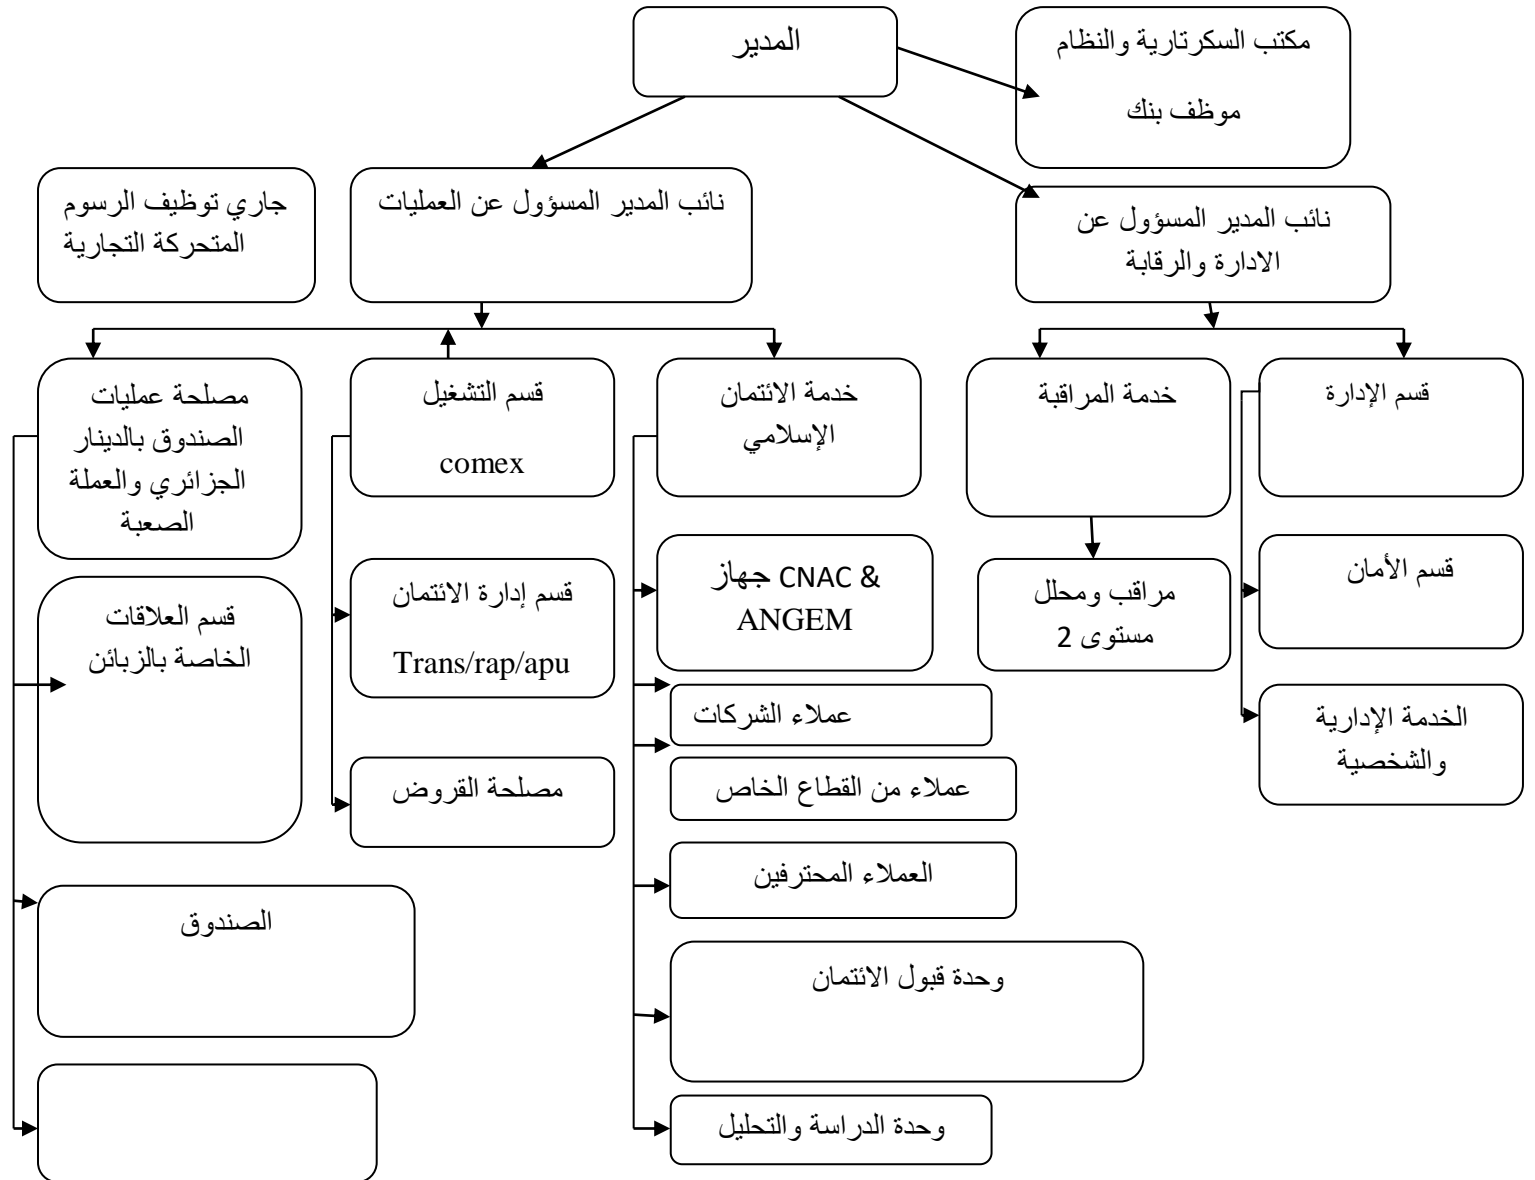 المدير
مكتب السكرتارية والنظام
موظف بنك
نائب المدير المسؤول عن
الادارة والرقابة
نائب المدير المسؤول عن العمليات
جاري توظيف الرسوم
المتحركة التجارية
قسم الإدارة
خدمة المراقبة
خدمة الائتمان
الإسلامي
قسم التشغيل
comex
مصلحة عمليات
الصندوق بالدينار
الجزائري والعملة
الصعبة
قسم الأمان
الخدمة الإدارية
والشخصية
مراقب ومحلل
مستوى 2
جهاز CNAC &
ANGEM
عملاء الشركات
عملاء من القطاع الخاص
العملاء المحترفين
وحدة قبول الائتمان
وحدة الدراسة والتحليل
قسم إدارة الائتمان
Trans/rap/apu
مصلحة القروض
قسم العلاقات
الخاصة بالزبائن
الصندوق